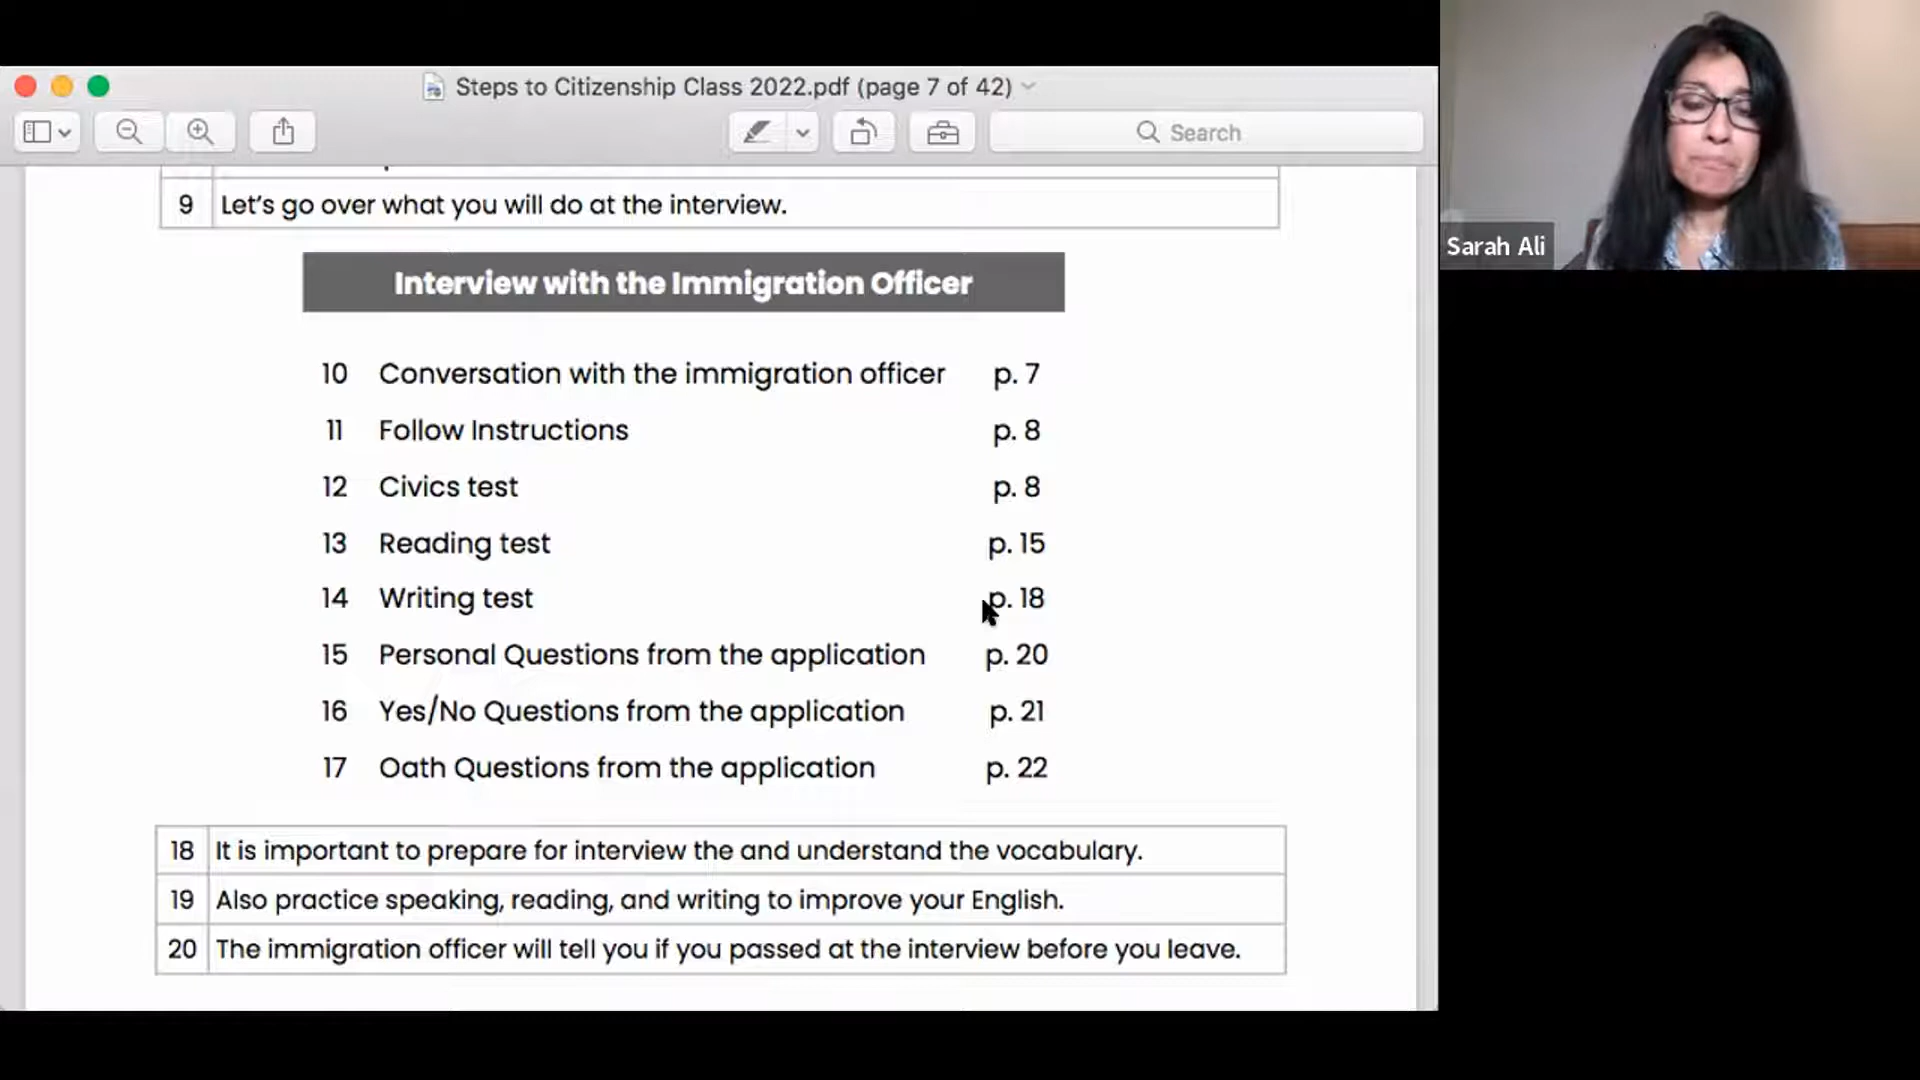 Steps to Citizenship Class 2022.pdf (page 7 of 42)
Search
Sarah Ali
9 Let's go over what you will do at the interview.
Interview with the Immigration Officer
10 Conversation with the immigration officer p. 7
11 Follow Instructions p. 8
12 Civics test p. 8
13 Reading test p. 15
14 Writing test p. 18
15 Personal Questions from the application p. 20
16 Yes/No Questions from the application p. 21
17 Oath Questions from the application p. 22
18 It is important to prepare for interview the and understand the vocabulary.
19 Also practice speaking, reading, and writing to improve your English.
20 The immigration officer will tell you if you passed at the interview before you leave.